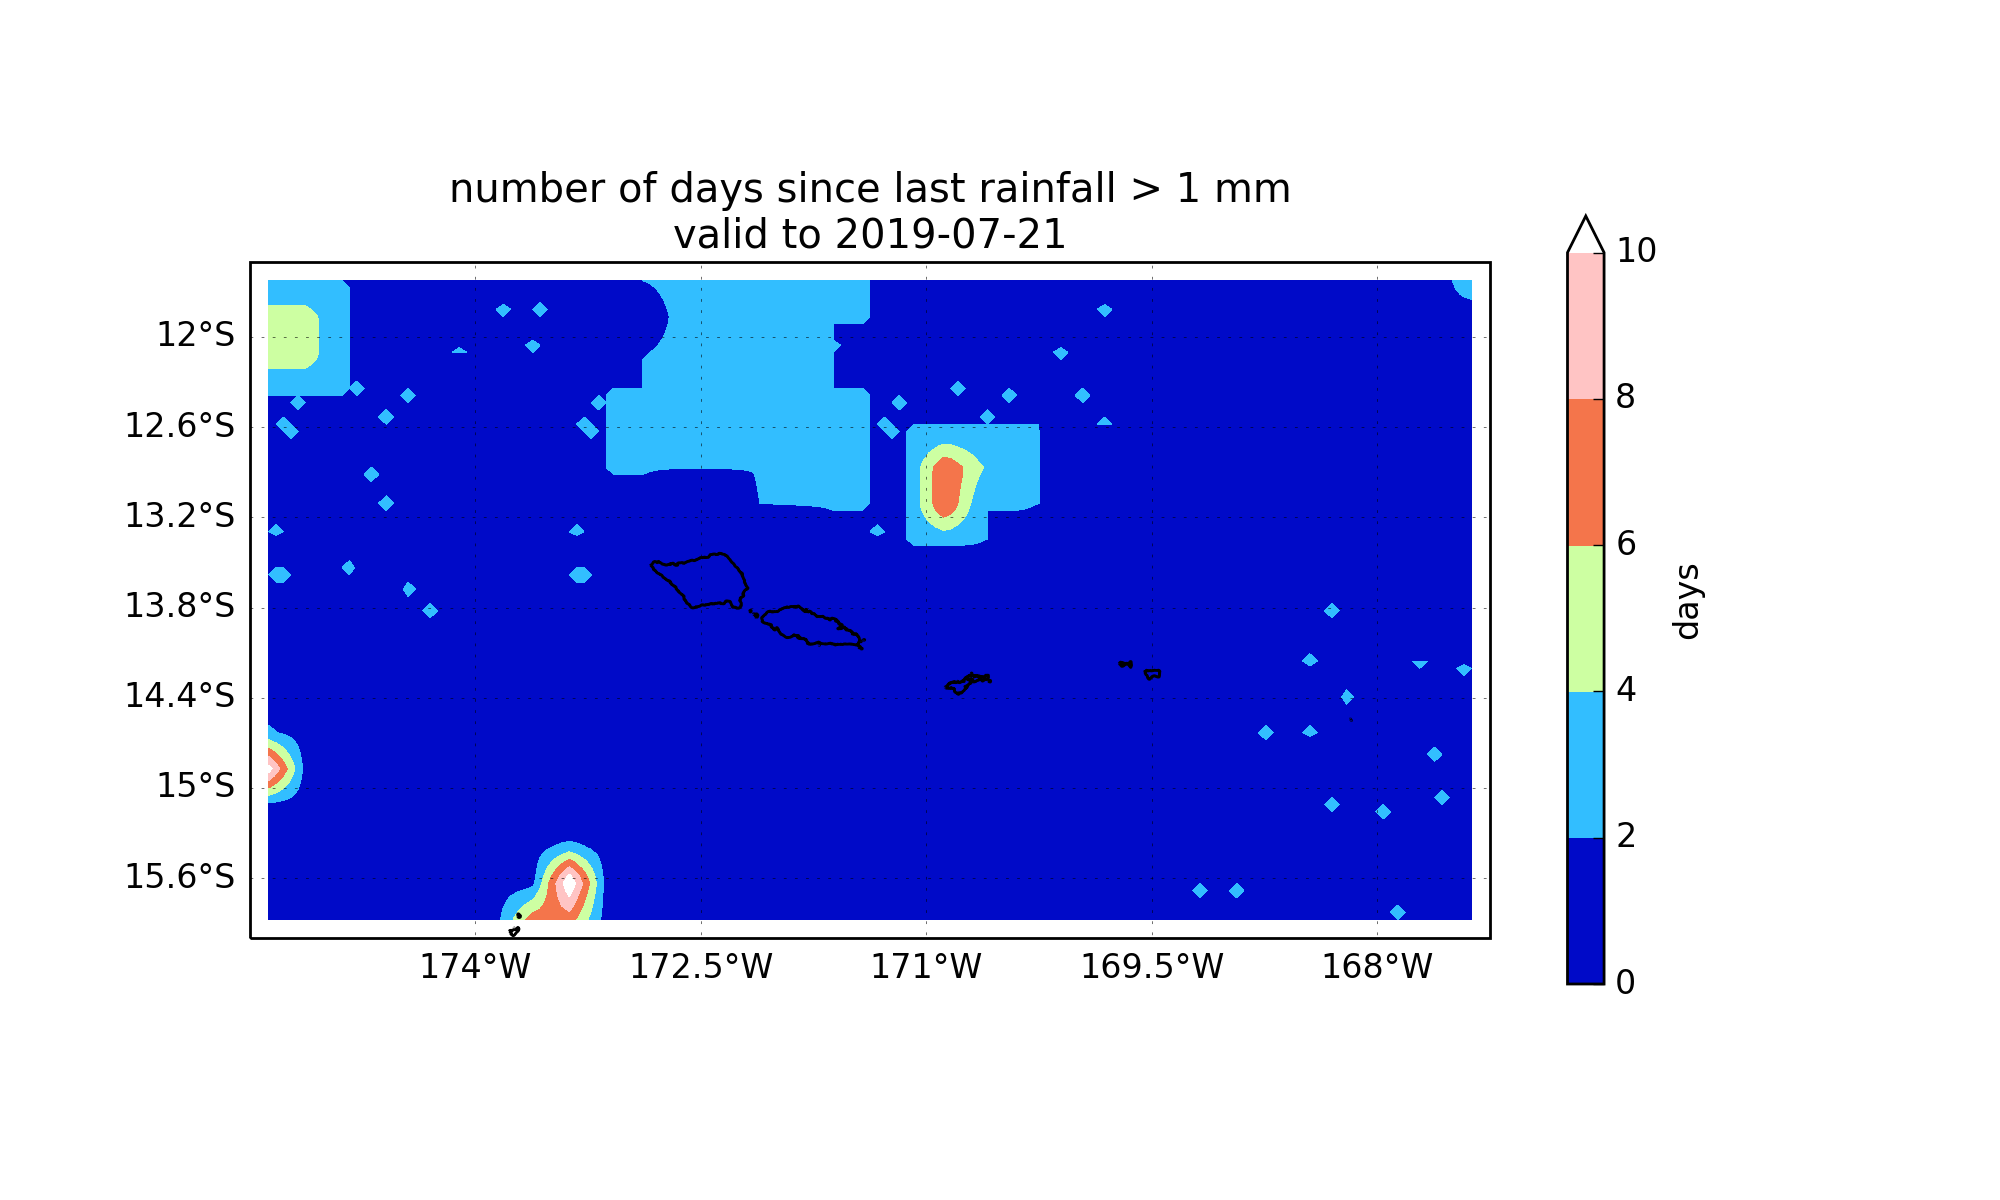 number of days since last rainfall > 1 mm
valid to 2019-07-21
12°S
12.6°S
13.2°S
13.8°S
14.4°S
15°S
15.6°S
174°W
172.5°W
171°W
169.5°W
168°W
10
8
6
4
2
0
days